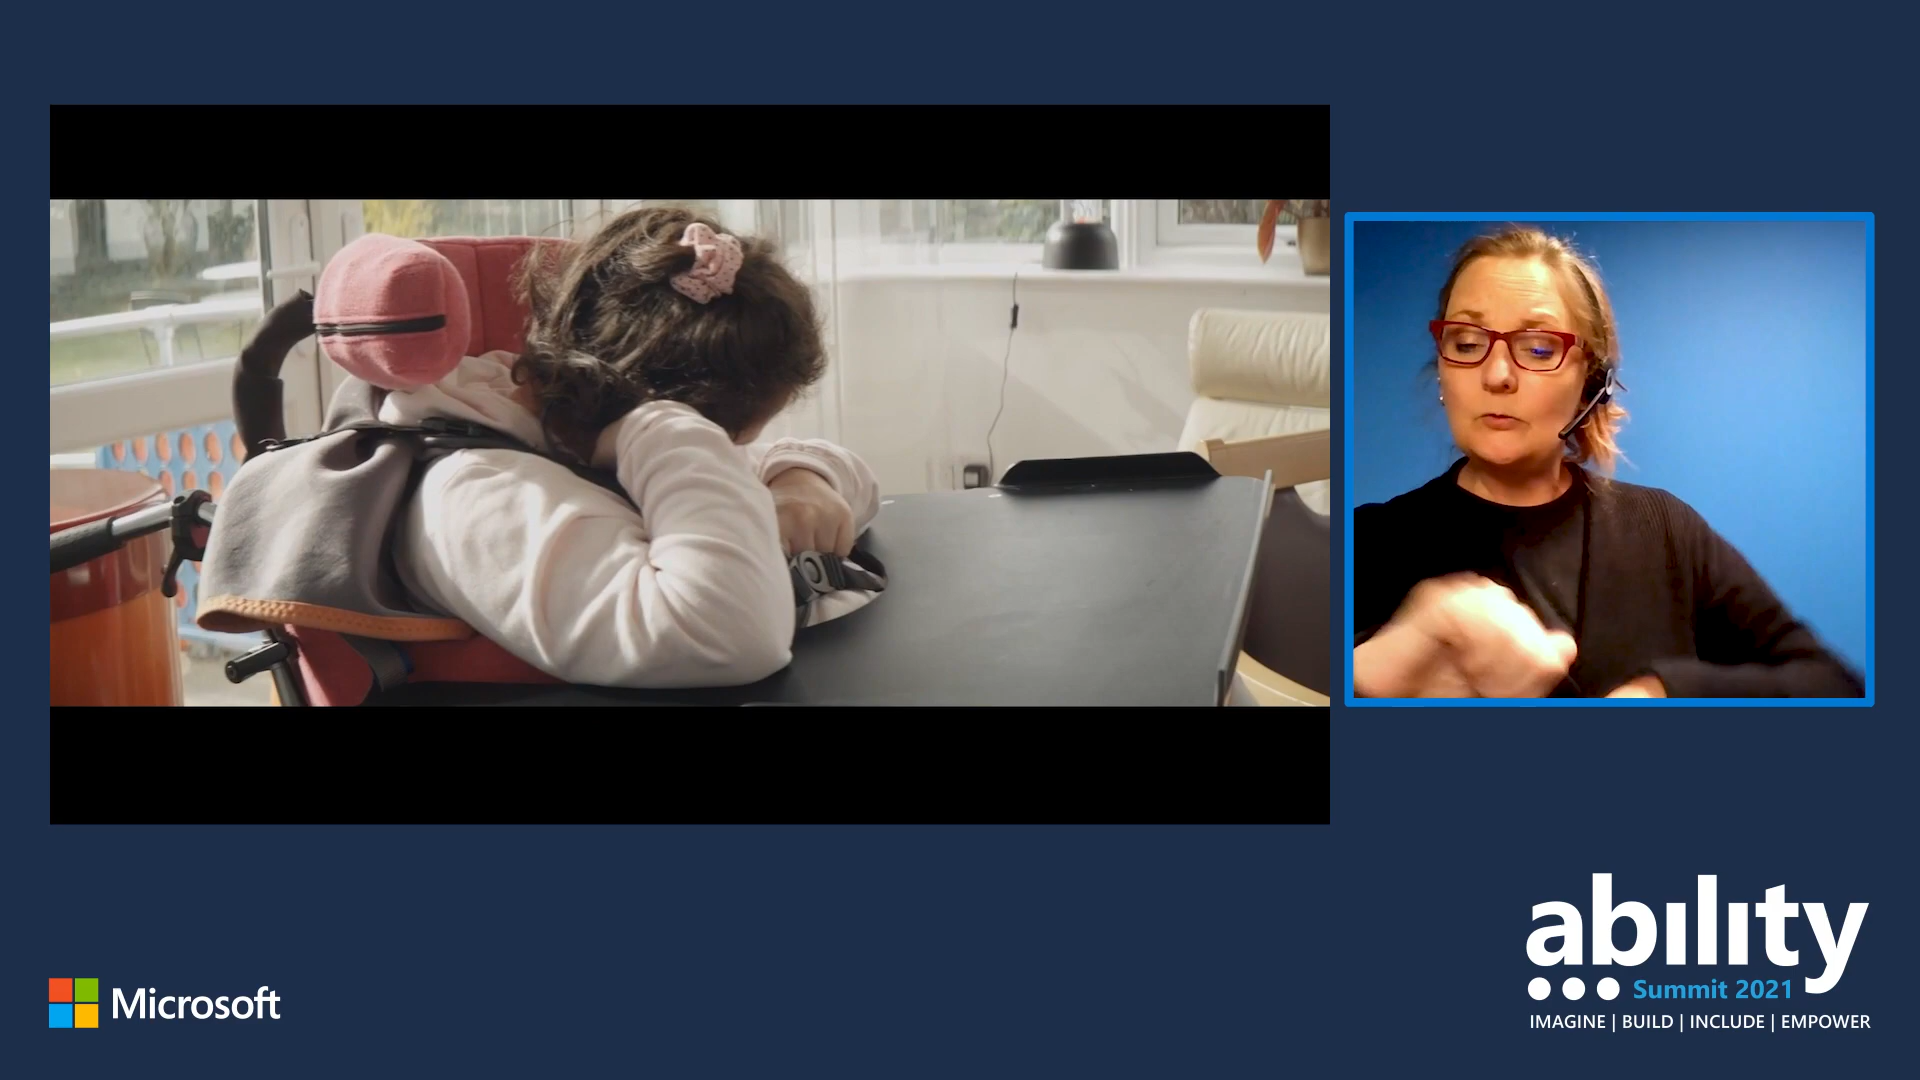 Microsoft
ability
Summit 2021
IMAGINE | BUILD | INCLUDE | EMPOWER